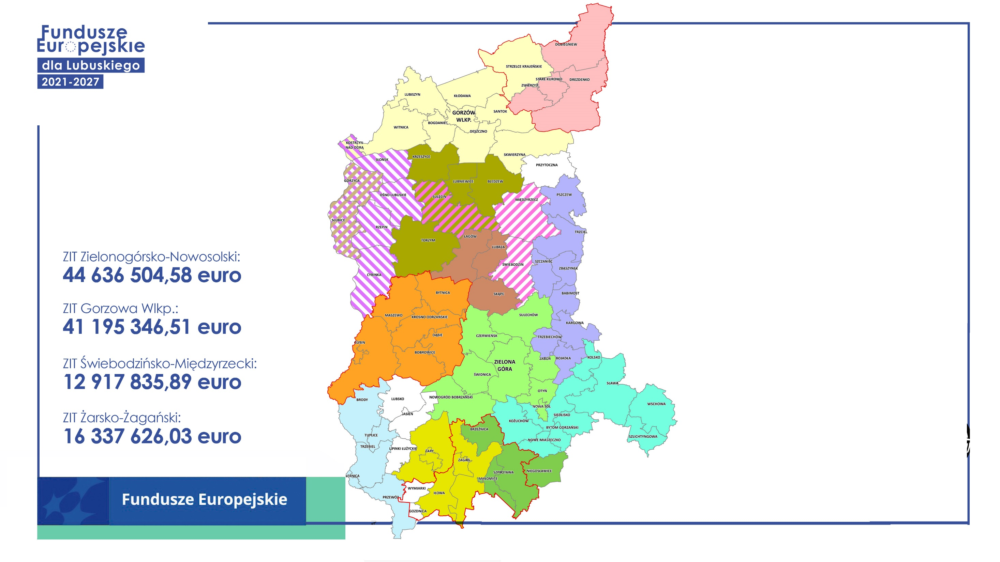 Fundusze
Europejskie
dla Lubuskiego
2021-2027
ZIT Zielonogórsko-Nowosolski:
44 636 504,58 euro
ZIT Gorzowa Wlkp.:
41 195 346,51 euro
ZIT Świebodzińsko-Międzyrzecki:
12 917 835,89 euro
ZIT Żarsko-Żagański:
16 337 626,03 euro
Fundusze Europejskie
DOBIEGNIEW
STRZELCE KRAJEŃSKIE
STARE KUROWO
DREZDENKO
ZWIERZYN
LUBISZYN
KŁODAWA
SANTOK
GORZÓW
WLKP.
BOGDANIEC
WITNICA
DESZCZNO
KOSTRZYN
NAD ODRĄ
SKWIERZYNA
KRZESZYCE
SŁOŃSK
PRZYTOCZNA
GÓRZYCA
LUBNIEWICE
BLEDZEW
OŚNO LUBUSKIE
SULĘCIN
MIĘDZYRZECZ
PSZCZEW
SŁUBICE
RZEPIN
TRZCIEL
ŁAGÓW
TORZYM
LUBRZA
SZCZANIEC
ŚWIEBODZIN
ZBĄSZYNEK
CYBINKA
BYTNICA
SKĄPE
BABIMOST
MASZEWO
KROSNO ODRZAŃSKIE
SULECHÓW
KARGOWA
DĄBIE
CZERWIEŃSK
TRZEBIECHÓW
GUBIN
BOBROWICE
ZABÓR
BOJADŁA
KOLSKO
ZIELONA
GÓRA
ŚWIDNICA
SŁAWA
OTYŃ
BRODY
LUBSKO
NOWOGRÓD BOBRZAŃSKI
NOWA SÓL
WSCHOWA
JASIEŃ
SIEDLISKO
KOŻUCHÓW
BRZEŹNICA
BYTOM ODRZAŃSKI
TUPLICE
NOWE MIASTECZKO
SZLICHTYNGOWA
TRZEBIEL
LIPINKI ŁUŻYCKIE
ŻARY
ŻAGAŃ
SZPROTAWA
NIEGOSŁAWICE
ŁĘKNICA
MAŁOMICE
WYMIARKI
IŁOWA
PRZEWÓZ
GOZDNICA